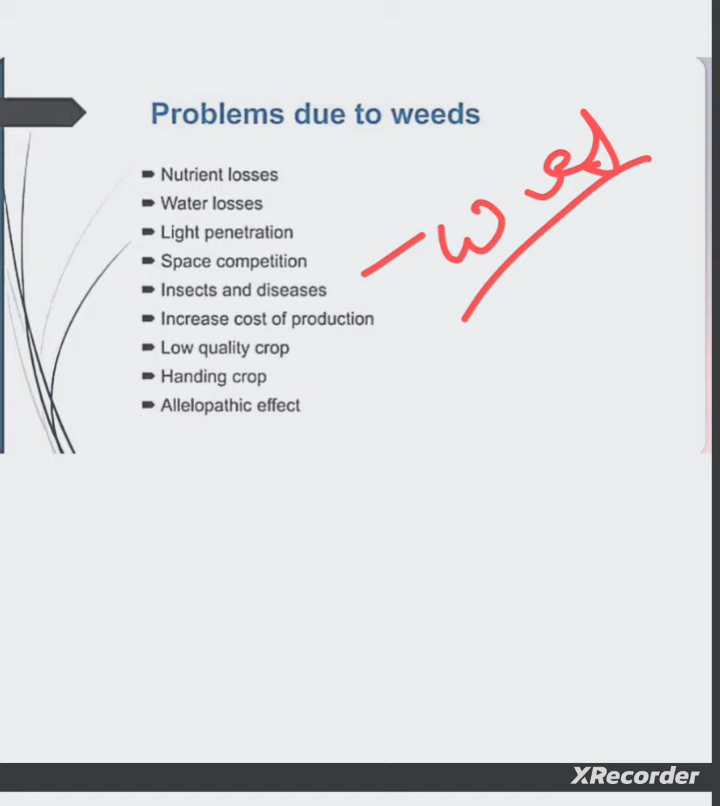 Problems due to weeds
Nutrient losses
Water losses
Light penetration
Space competition
Insects and diseases
Increase cost of production
Low quality crop
Handing crop
Allelopathic effect
XRecorder